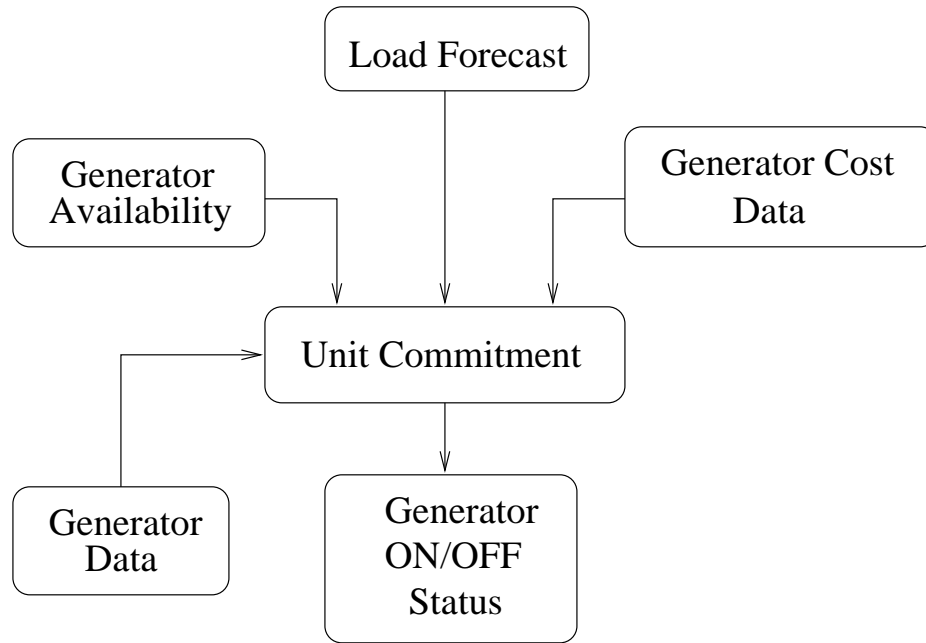 Load Forecast
Generator
Availability
Generator Cost
Data
Unit Commitment
Generator
Data
Generator
ON/OFF
Status